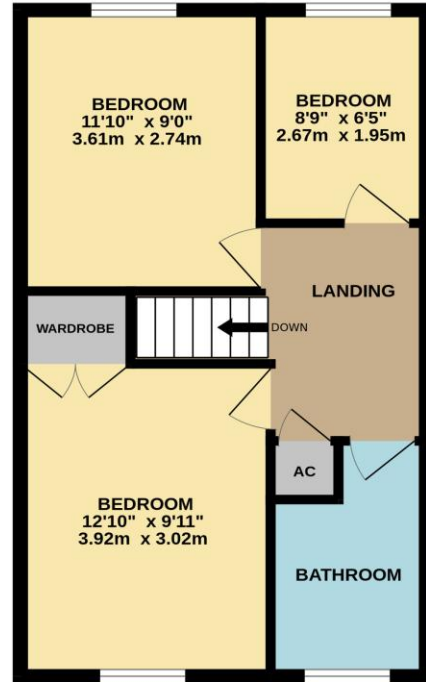 BEDROOM
11'10" x 9'0"
3.61m x 2.74m
BEDROOM
8'9" x 6'5"
2.67m x 1.95m
LANDING
WARDROBE
DOWN
AC
BEDROOM
12'10" x 9'11"
3.92m x 3.02m
BATHROOM